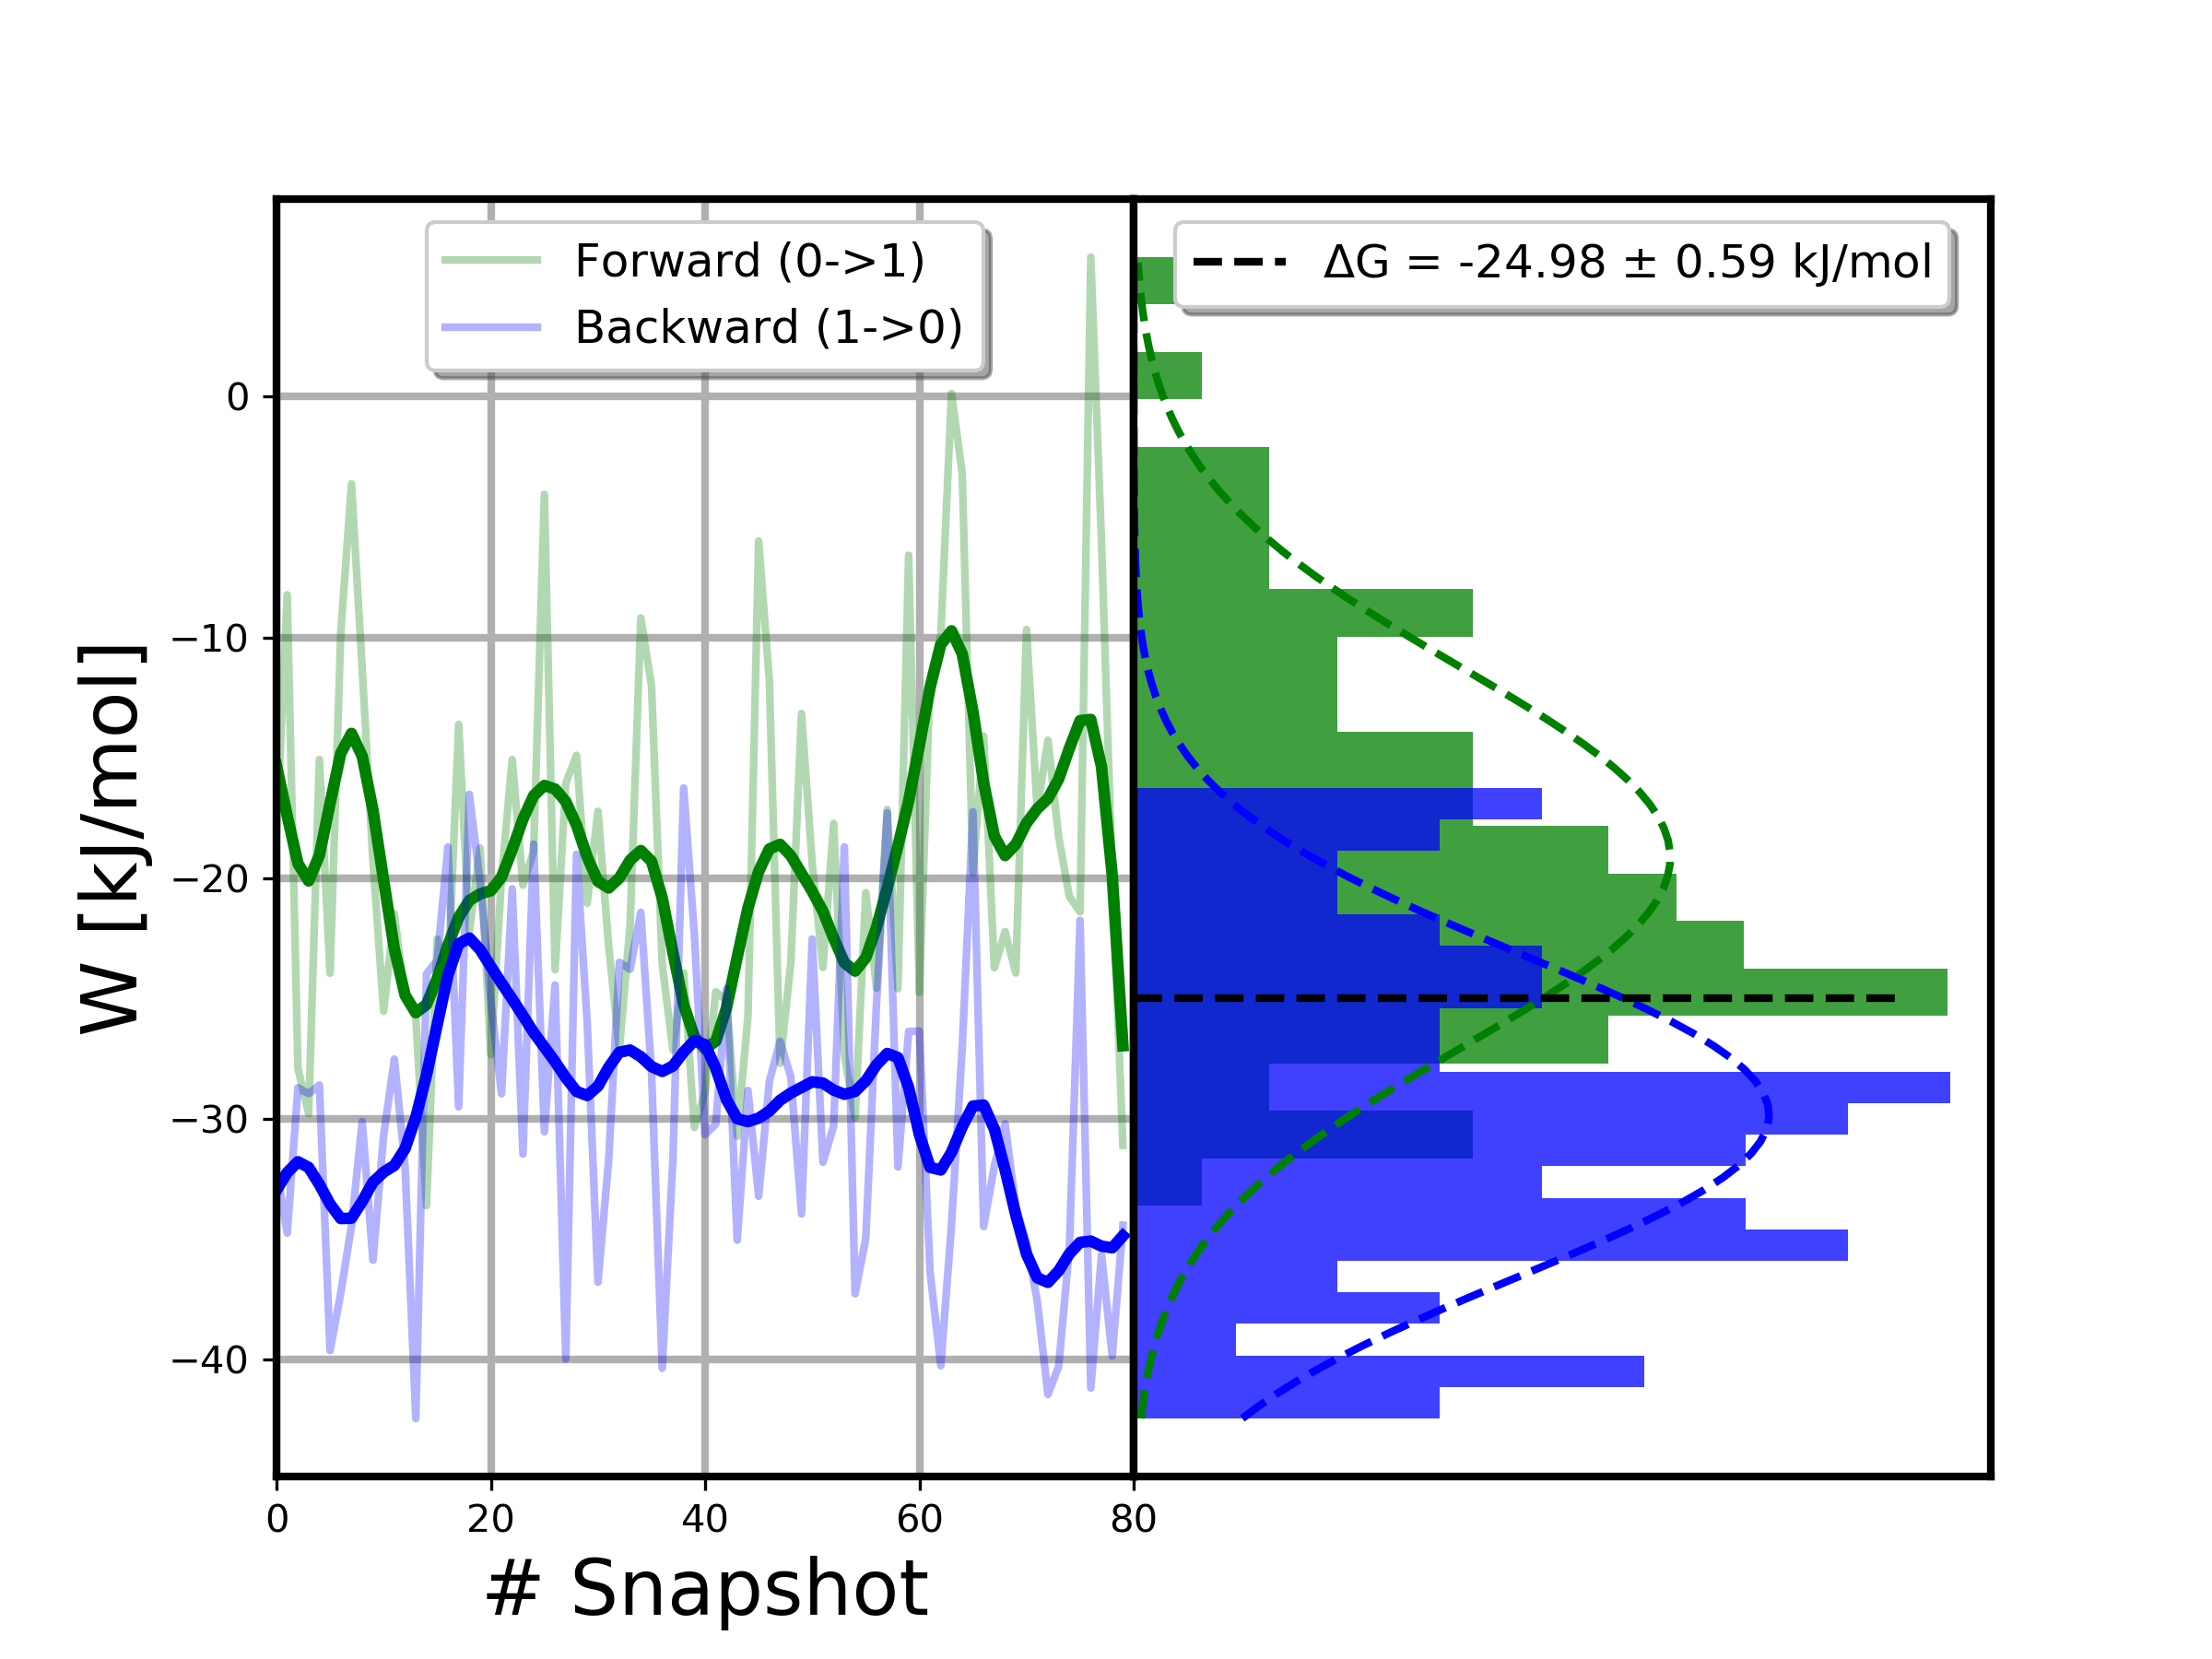 Forward (0->1)
Backward (1->0)
ΔG = -24.98 ± 0.59 kJ/mol
W [kJ/mol]
0
−10
−20
−30
−40
0 20 40 60 80
# Snapshot